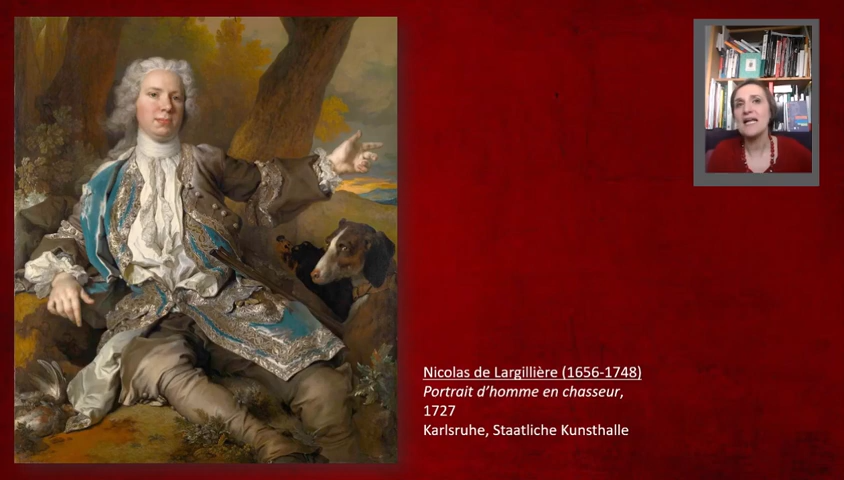 Nicolas de Largillière (1656-1748)
Portrait d’homme en chasseur,
1727
Karlsruhe, Staatliche Kunsthalle